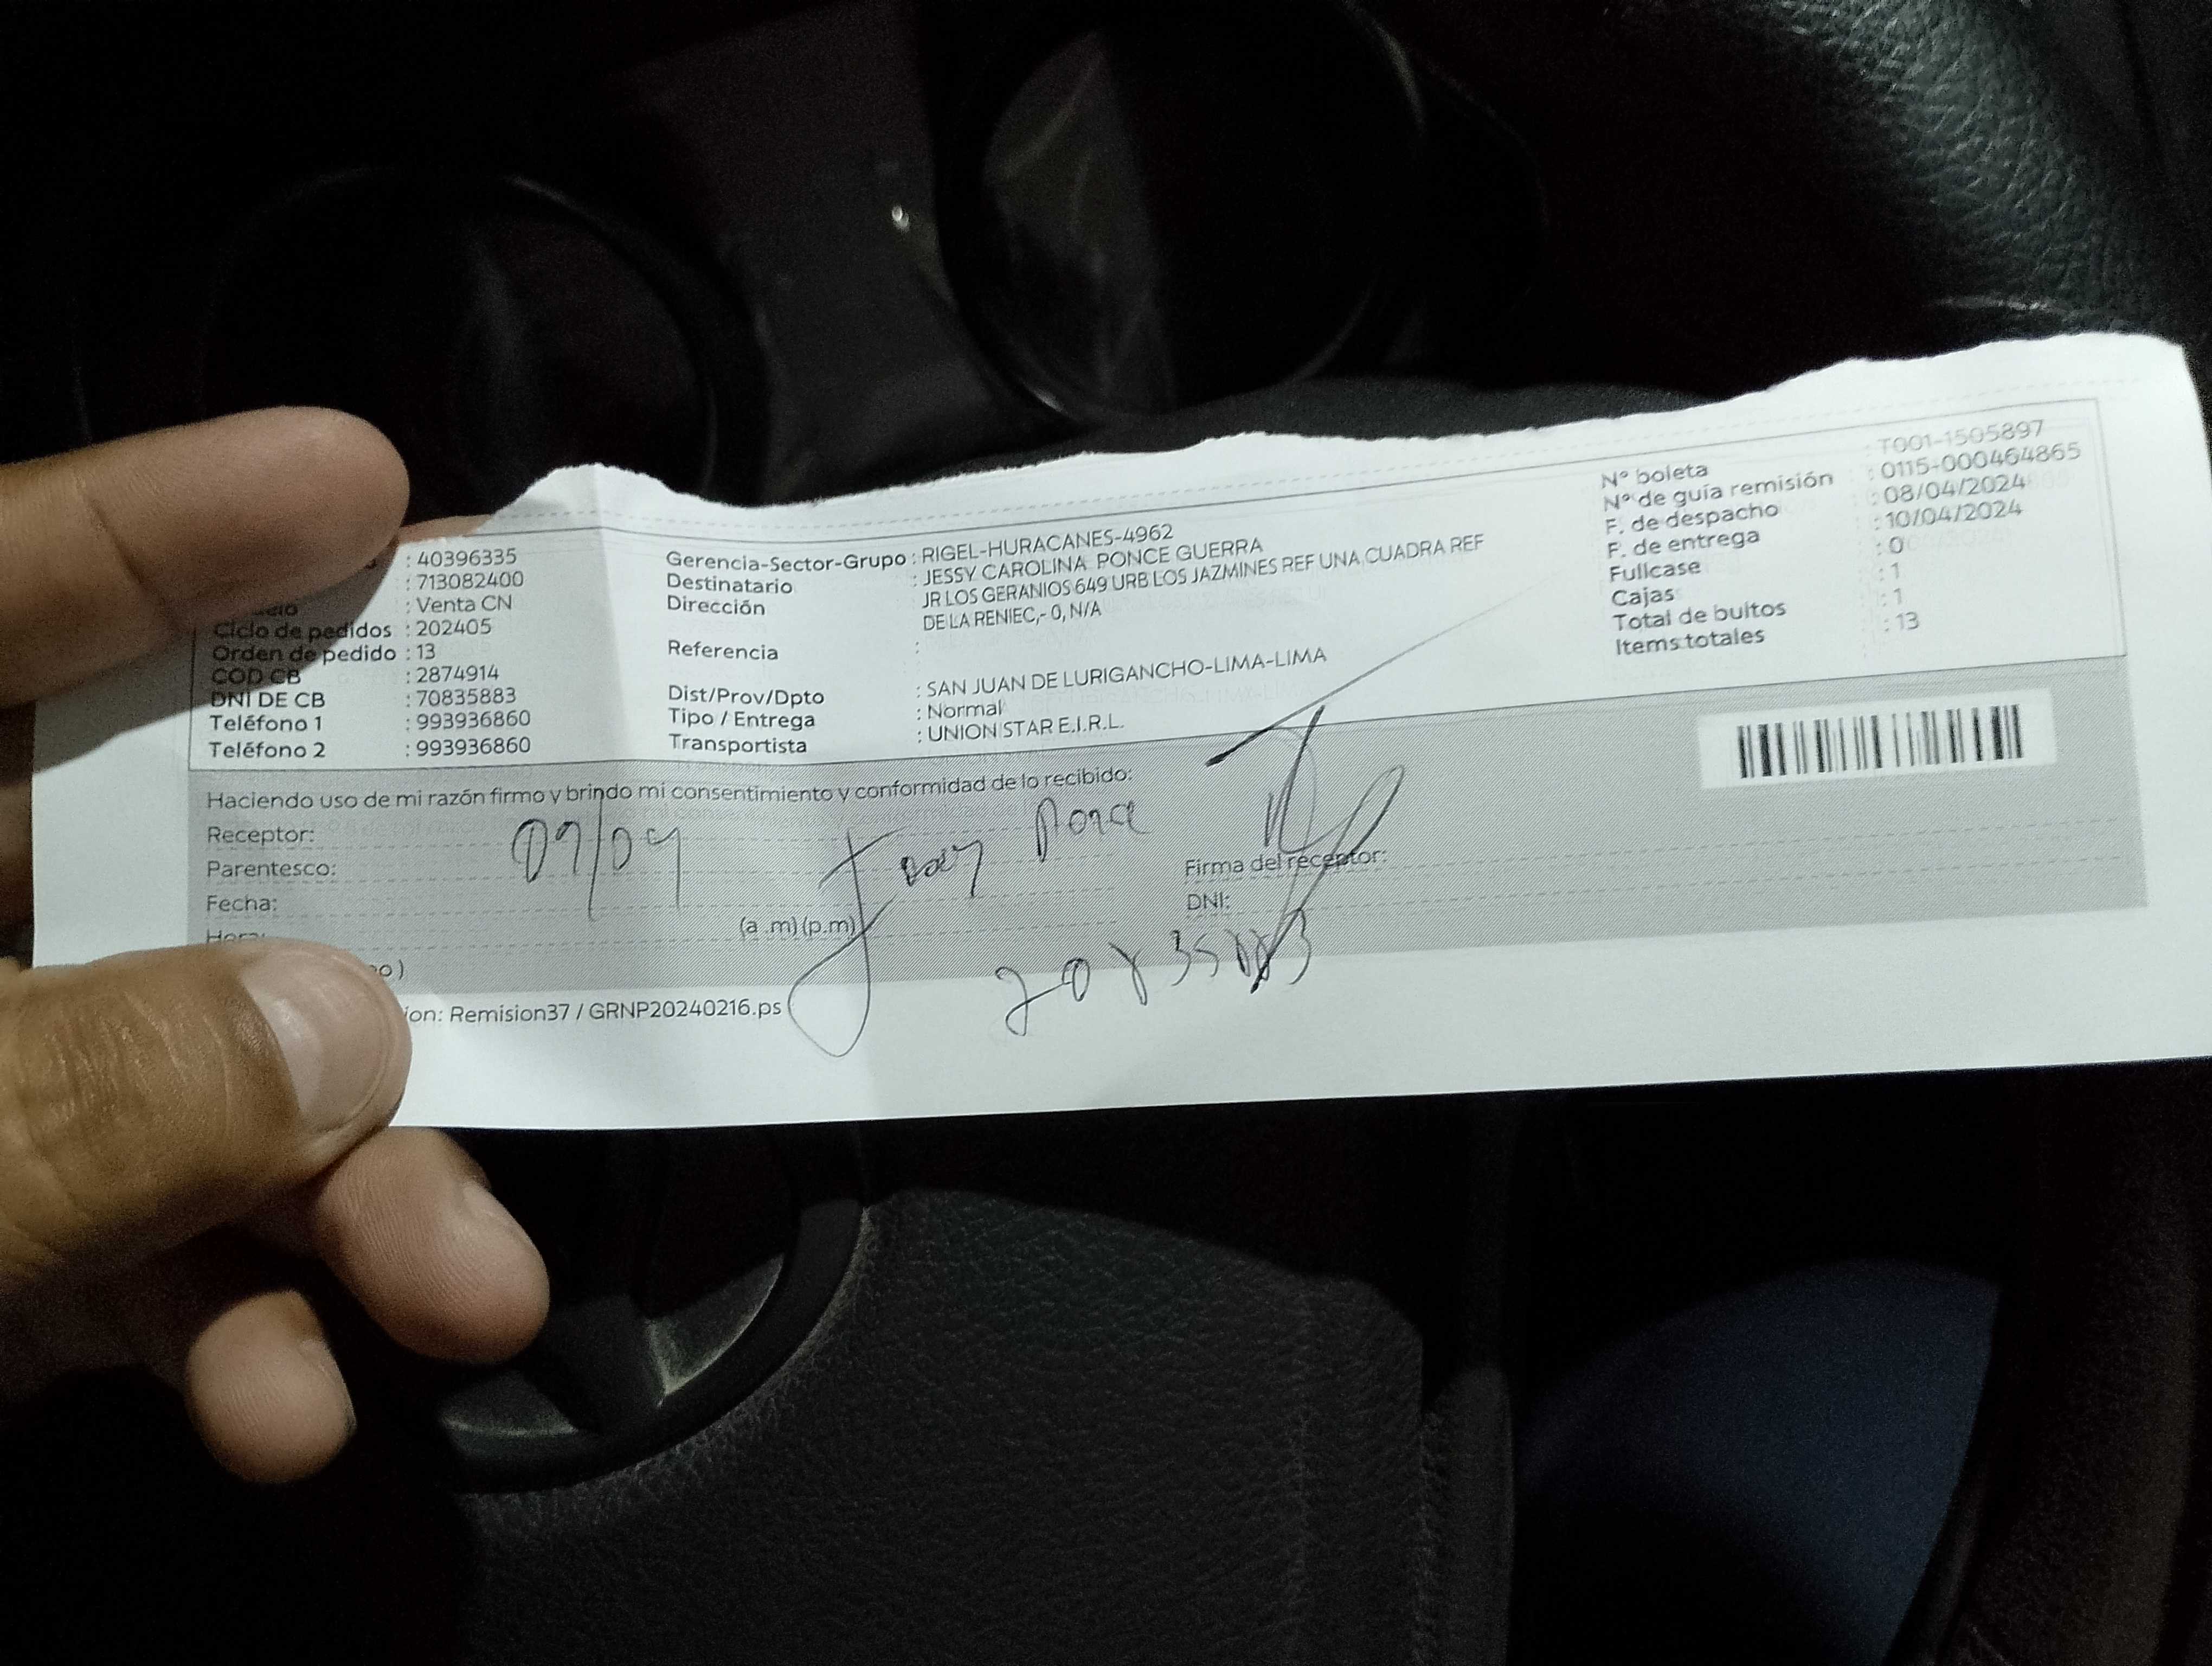 : 40396335
: 713082400
: Venta CN
Ciclo de pedidos : 202405
Orden de pedido : 13
COD CB : 2874914
DNI DE CB : 70835883
Teléfono 1 : 993936860
Teléfono 2 : 993936860
Gerencia-Sector-Grupo : RIGEL-HURACANES-4962
Destinatario : JESSY CAROLINA PONCE GUERRA
Dirección JR LOS GERANIOS 649 URB LOS JAZMINES REF UNA CUADRA REF
DE LA RENIEC,- 0, N/A
Referencia :
Dist/Prov/Dpto : SAN JUAN DE LURIGANCHO-LIMA-LIMA
Tipo / Entrega : Normal
Transportista : UNION STAR E.I.R.L.
N° boleta : T001-1505897
N° de guía remisión : 0115-000464865
F. de despacho : 08/04/2024
F. de entrega : 10/04/2024
Fullcase : 0
Cajas : 1
Total de bultos : 1
Items totales : 13
Haciendo uso de mi razón firmo y brindo mi consentimiento y conformidad de lo recibido:
Receptor:
Parentesco: 09/04 Ponce
Fecha:
Hora: (a .m) (p.m)
Firma del receptor:
DNI:
70835883
ion: Remision37 / GRNP20240216.ps